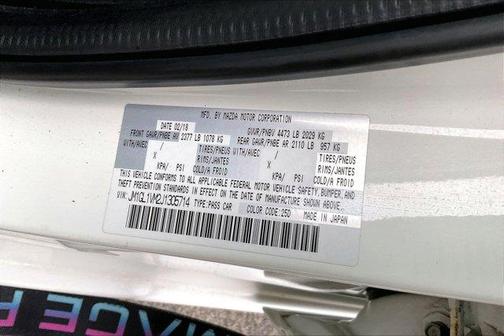 MFD. BY MAZDA MOTOR CORPORATION
DATE 02/18 GVWR/PNBV 4473 LB 2029 KG
FRONT GAWR/PNBE AV 2377 LB 1078 KG REAR GAWR/PNBE AR 2110 LB 957 KG
WITH/AVEC TIRES/PNEUS WITH/AVEC TIRES/PNEUS
X RIMS/JANTES X RIMS/JANTES
KPA/ PSI COLD/A FROID KPA/ PSI COLD/A FROID
THIS VEHICLE CONFORMS TO ALL APPLICABLE FEDERAL MOTOR VEHICLE SAFETY, BUMPER, AND
THEFT PREVENTION STANDARDS IN EFFECT ON THE DATE OF MANUFACTURE SHOWN ABOVE.
VIN: JM1GL1VM2J1305714 TYPE:PASS CAR COLOR CODE:25D MADE IN JAPAN